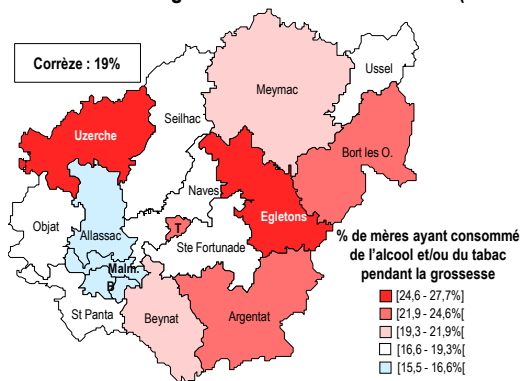 Corrèze : 19%
Ussel
Meymac
Seilhac
Uzerche
Bort les O.
Naves
Egletons
Objat
Allassac
T
Ste Fortunade
Malm.
B
St Panta
Beynat
Argentat
% de mères ayant consommé
de l'alcool et/ou du tabac
pendant la grossesse
[24,6 - 27,7%]
[21,9 - 24,6%[
[19,3 - 21,9%[
[16,6 - 19,3%[
[15,5 - 16,6%[